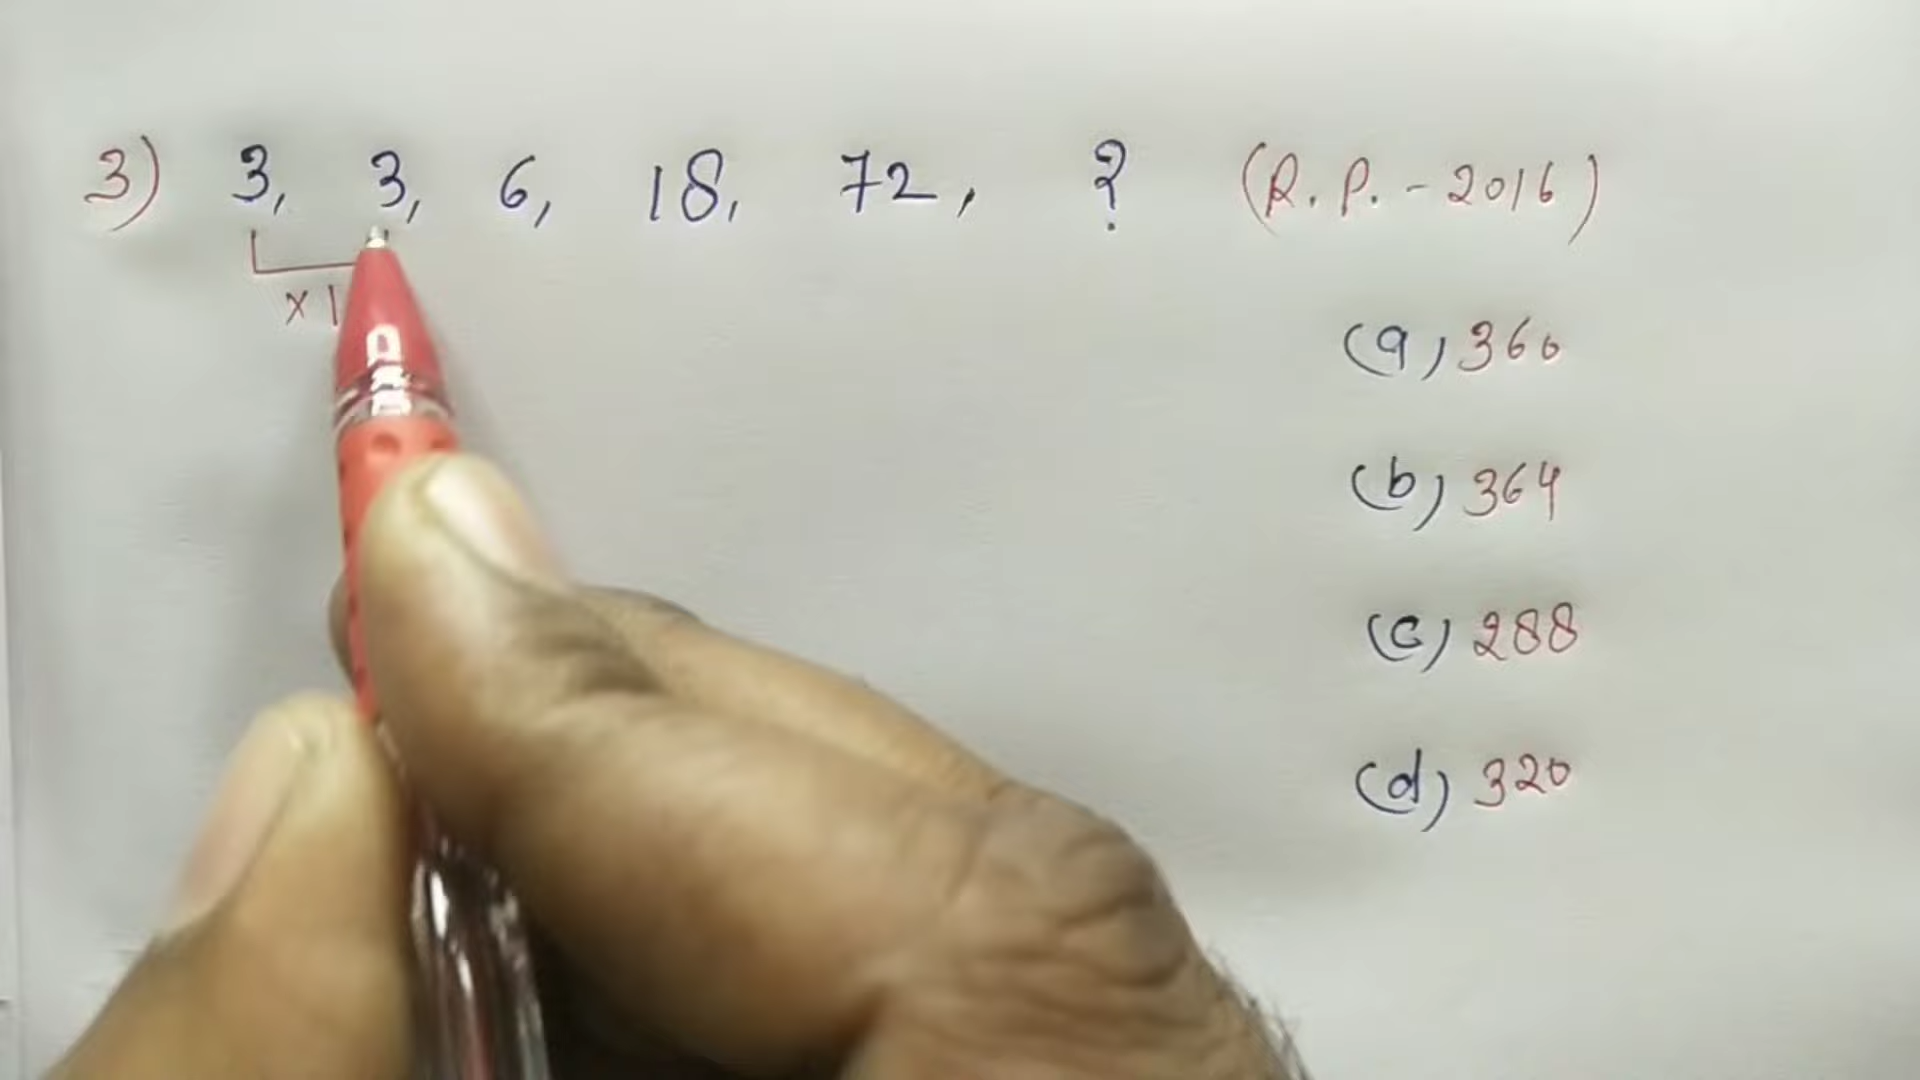 3) 3, 3, 6, 18, 72, ? (R.P. - 2016)
×1
(a) 360
(b) 364
(c) 288
(d) 320